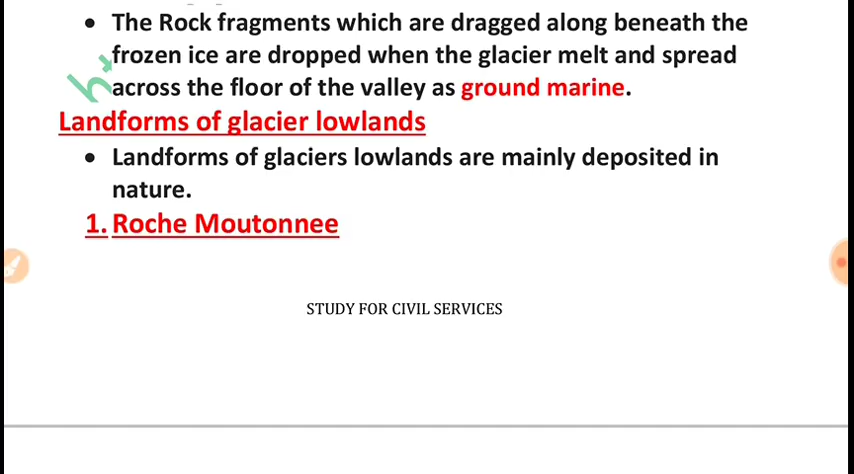 • The Rock fragments which are dragged along beneath the
frozen ice are dropped when the glacier melt and spread
across the floor of the valley as ground marine.
Landforms of glacier lowlands
• Landforms of glaciers lowlands are mainly deposited in
nature.
1. Roche Moutonnee
STUDY FOR CIVIL SERVICES